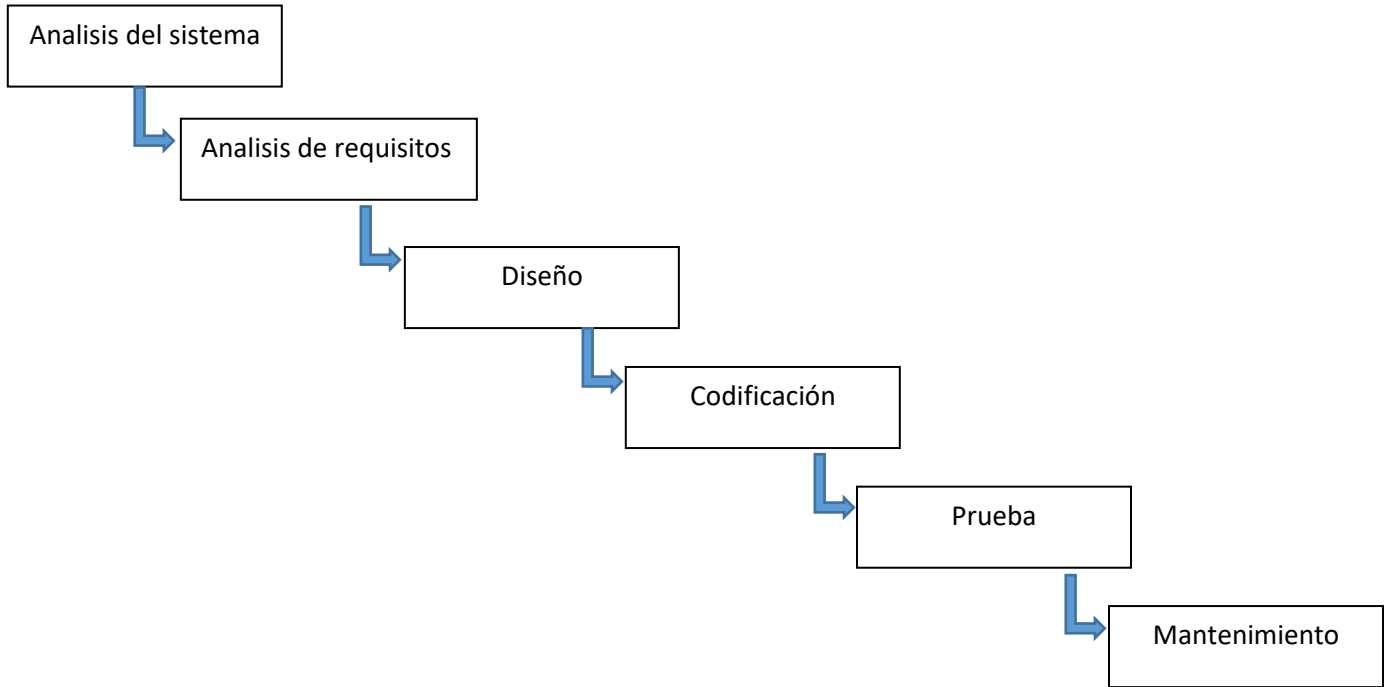 Analisis del sistema
Analisis de requisitos
Diseño
Codificación
Prueba
Mantenimiento